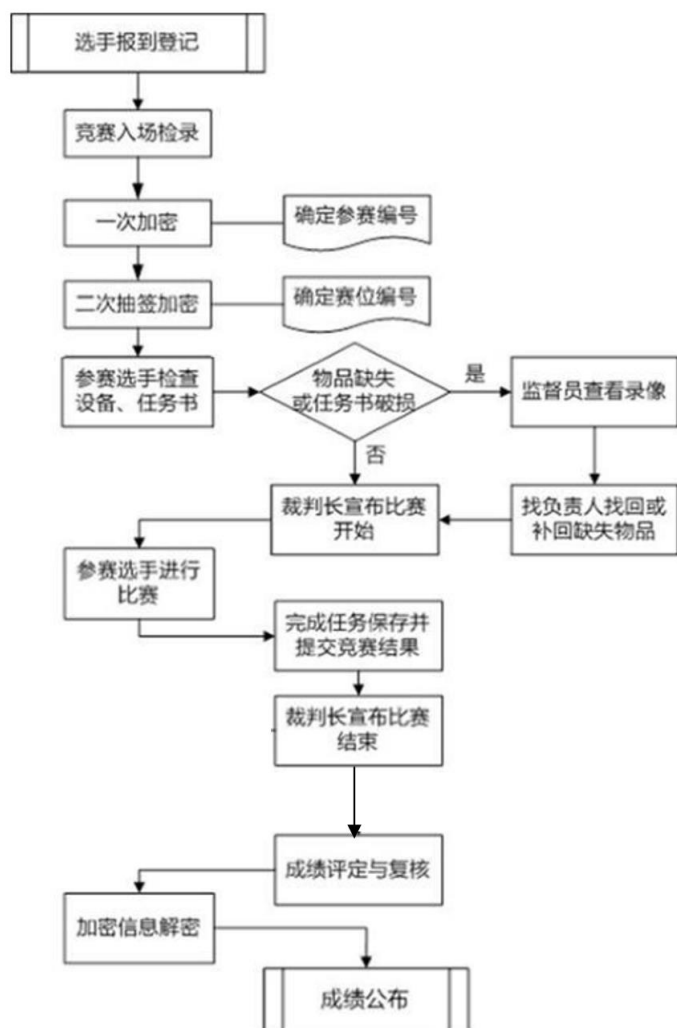 选手报到登记
竞赛入场检录
一次加密
确定参赛编号
二次抽签加密
确定赛位编号
参赛选手检查
设备、任务书
物品缺失
或任务书破损
是
监督员查看录像
否
裁判长宣布比赛
开始
找负责人找回或
补回缺失物品
参赛选手进行
比赛
完成任务保存并
提交竞赛结果
裁判长宣布比赛
结束
成绩评定与复核
加密信息解密
成绩公布